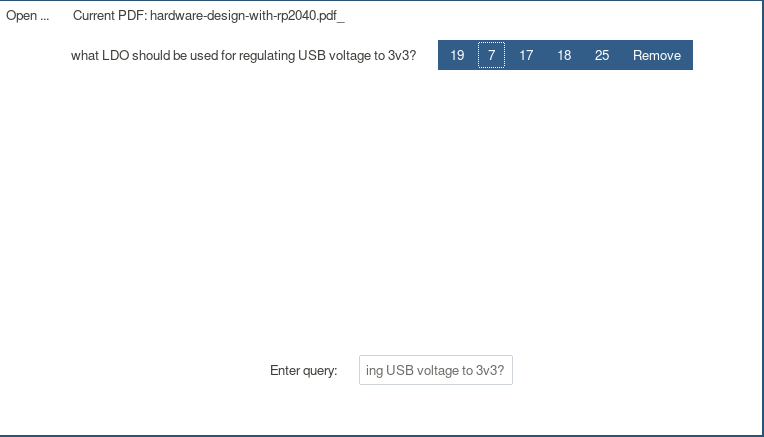 Open ... Current PDF: hardware-design-with-rp2040.pdf_
what LDO should be used for regulating USB voltage to 3v3? 19 7 17 18 25 Remove
Enter query: ing USB voltage to 3v3?